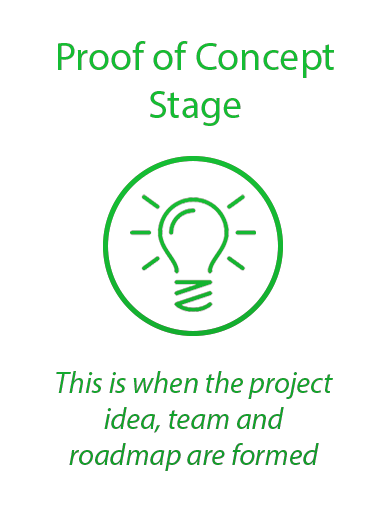 Proof of Concept
Stage
This is when the project
idea, team and
roadmap are formed